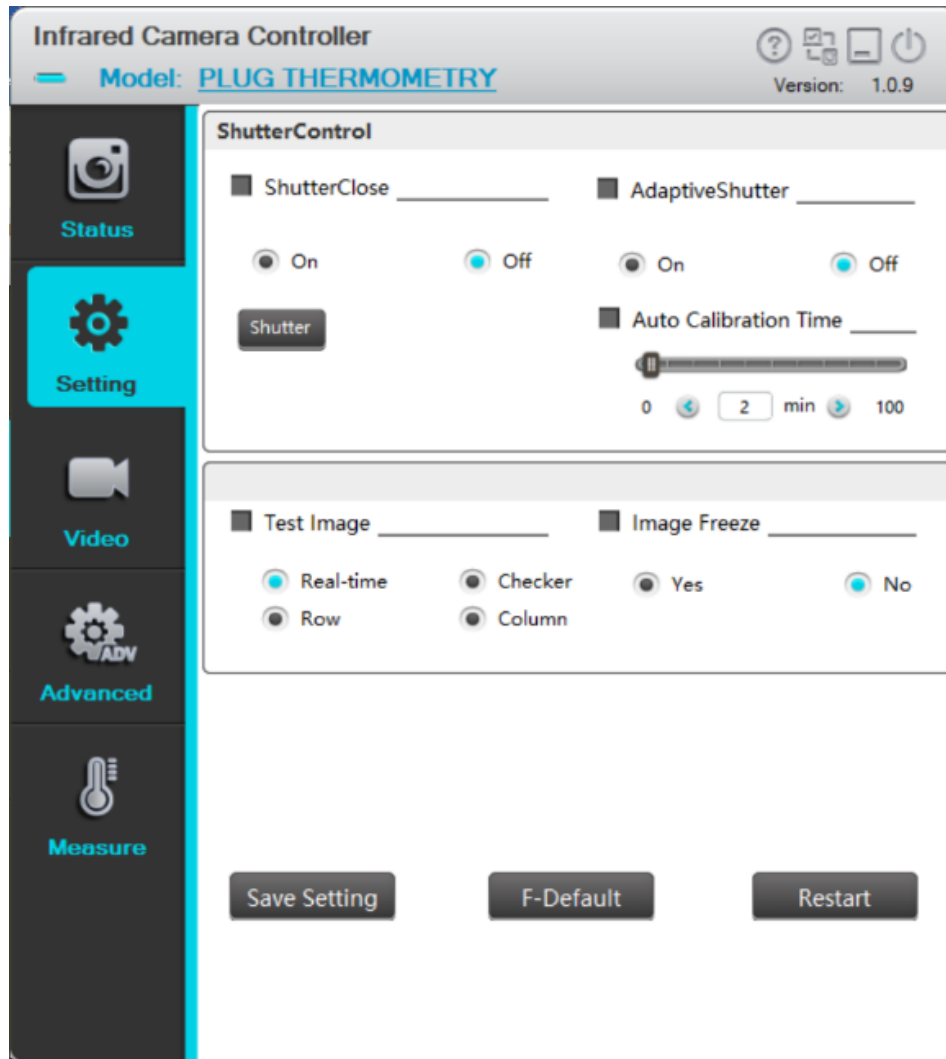 Infrared Camera Controller
Model: PLUG THERMOMETRY
Version: 1.0.9
Status
Setting
Video
ADV
Advanced
Measure
ShutterControl
ShutterClose
On
Off
Shutter
AdaptiveShutter
On
Off
Auto Calibration Time
0 2 min 100
Test Image
Real-time
Checker
Row
Column
Image Freeze
Yes
No
Save Setting
F-Default
Restart